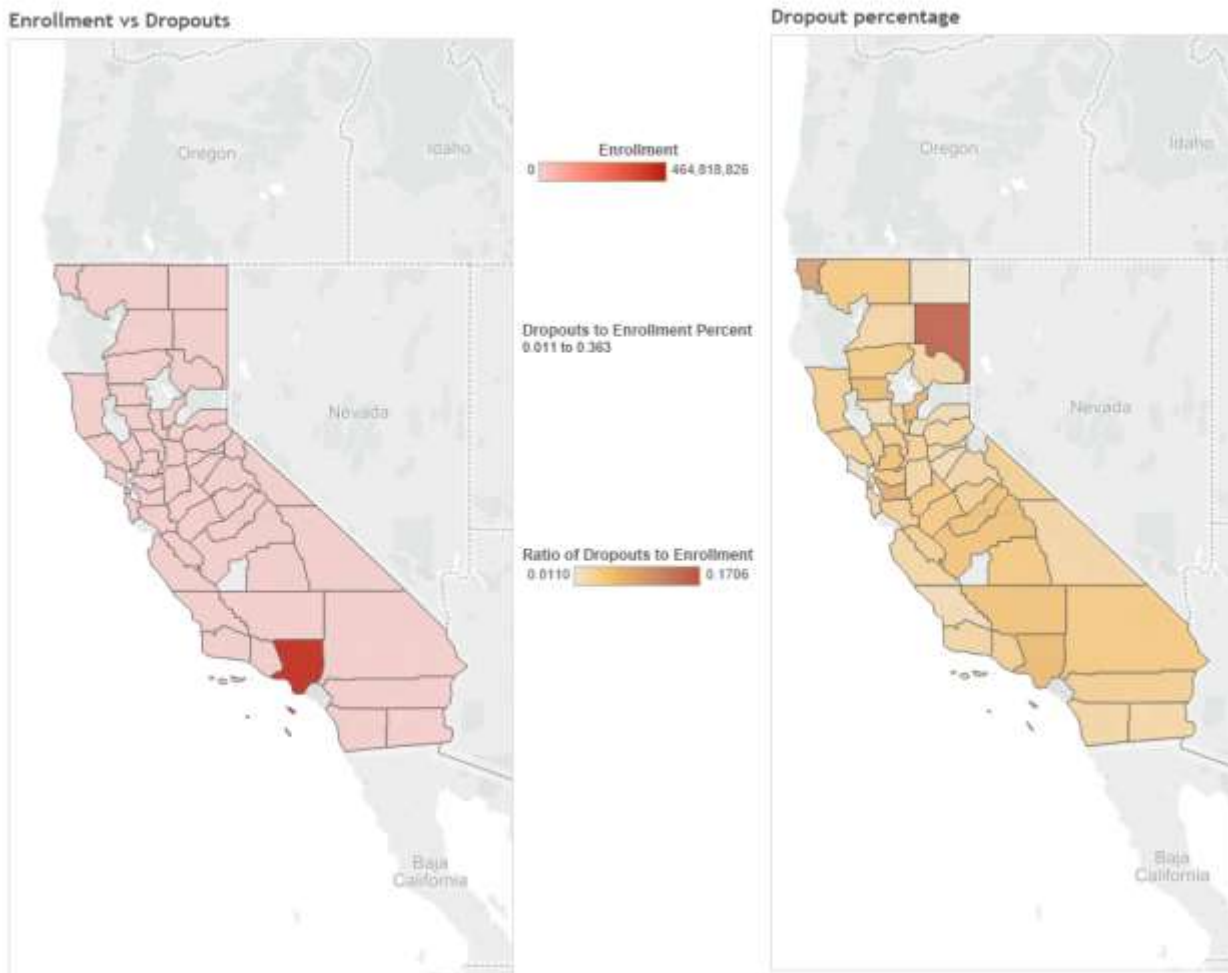 Enrollment vs Dropouts
Dropout percentage
Oregon
Idaho
Enrollment
0
464,818,826
Oregon
Idaho
Dropouts to Enrollment Percent
0.011 to 0.363
Nevada
Nevada
Ratio of Dropouts to Enrollment
0.0110
0.1706
Baja
California
Baja
California